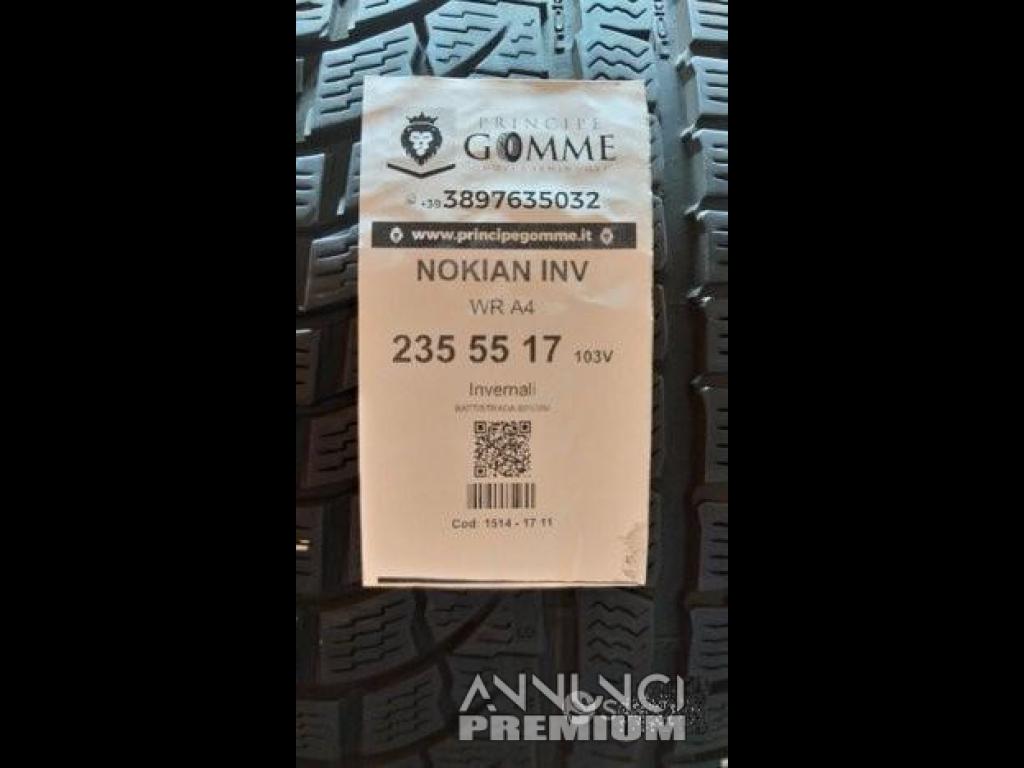 PRINCIPE
GOMME
+39 3897635032
www.principegomme.it
NOKIAN INV
WR A4
235 55 17 103V
Invernali
BATTISTRADA
Cod: 1514 - 17 11
ANNUNCI
PREMIUM